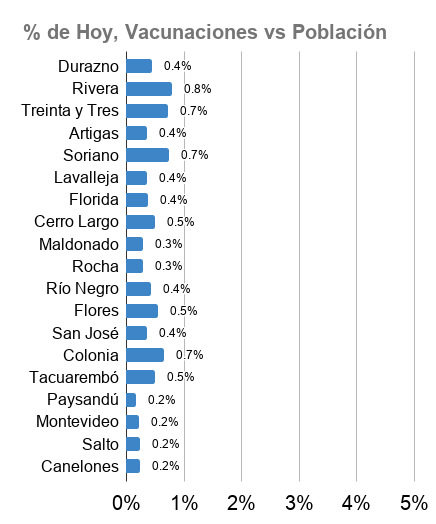 % de Hoy, Vacunaciones vs Población
Durazno 0.4%
Rivera 0.8%
Treinta y Tres 0.7%
Artigas 0.4%
Soriano 0.7%
Lavalleja 0.4%
Florida 0.4%
Cerro Largo 0.5%
Maldonado 0.3%
Rocha 0.3%
Río Negro 0.4%
Flores 0.5%
San José 0.4%
Colonia 0.7%
Tacuarembó 0.5%
Paysandú 0.2%
Montevideo 0.2%
Salto 0.2%
Canelones 0.2%
0% 1% 2% 3% 4% 5%